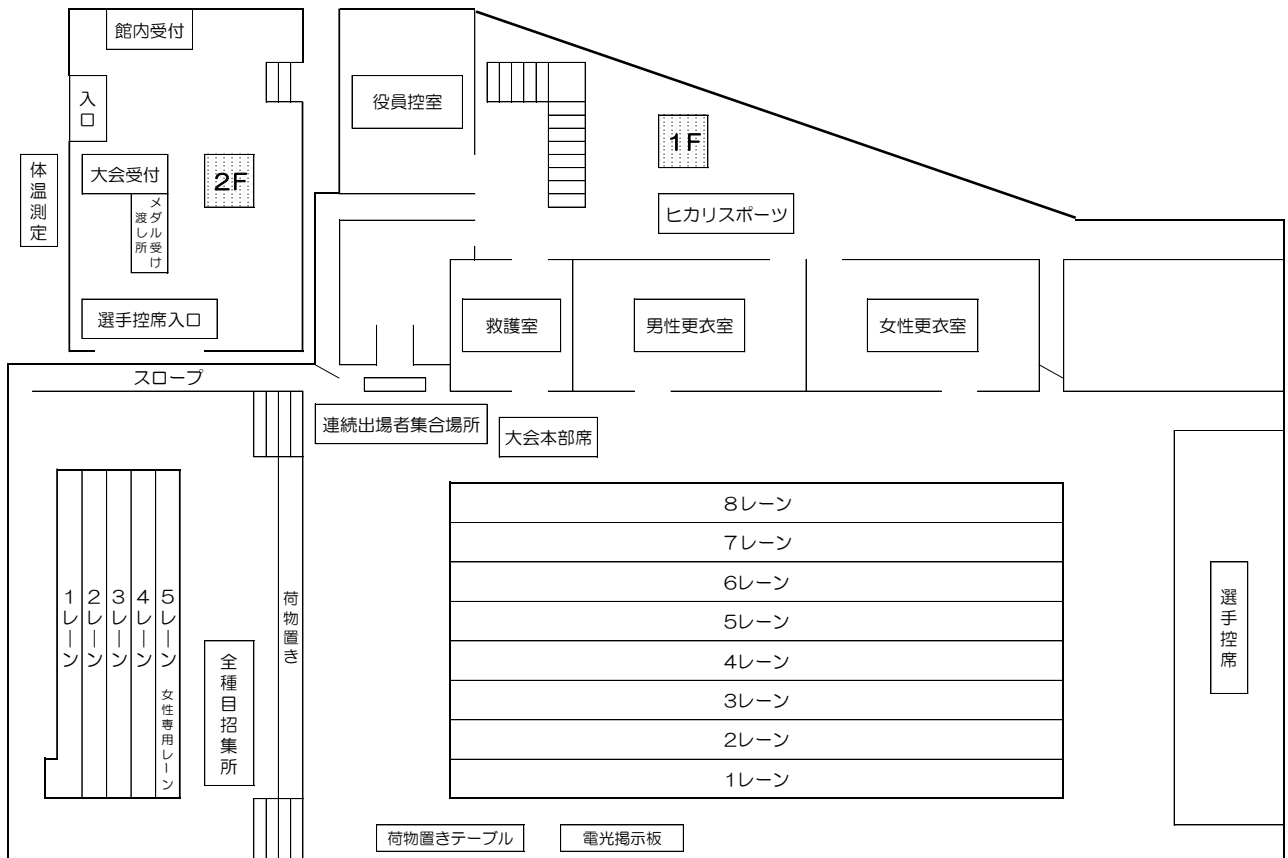 館内受付
入口
役員控室
1F
体温測定
大会受付
2F
メダル受け
渡し所
ヒカリスポーツ
選手控席入口
救護室
男性更衣室
女性更衣室
スロープ
連続出場者集合場所
大会本部席
8レーン
7レーン
6レーン
5レーン
4レーン
3レーン
2レーン
1レーン
1レーン
2レーン
3レーン
4レーン
5レーン 女性専用レーン
全種目招集所
荷物置き
選手控席
荷物置きテーブル
電光掲示板